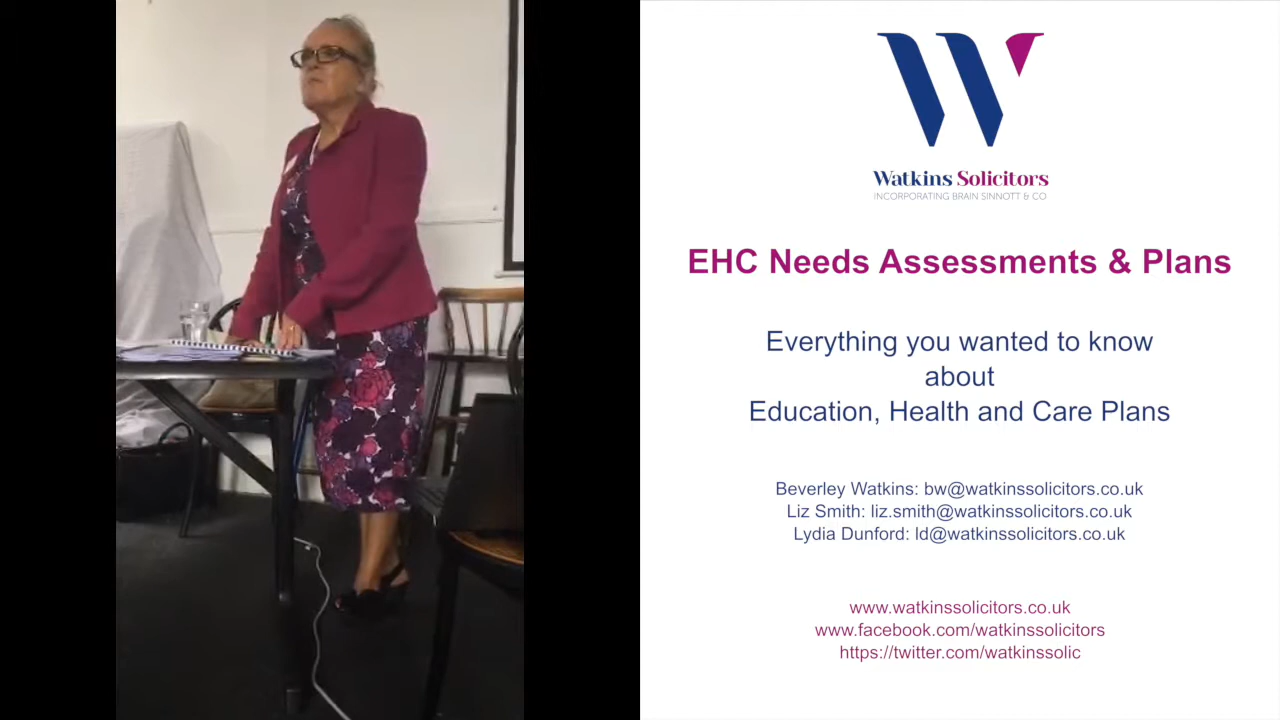 Watkins Solicitors
INCORPORATING BRAIN SINNOTT & CO
EHC Needs Assessments & Plans
Everything you wanted to know
about
Education, Health and Care Plans
Beverley Watkins: bw@watkinssolicitors.co.uk
Liz Smith: liz.smith@watkinssolicitors.co.uk
Lydia Dunford: ld@watkinssolicitors.co.uk
www.watkinssolicitors.co.uk
www.facebook.com/watkinssolicitors
https://twitter.com/watkinssolic